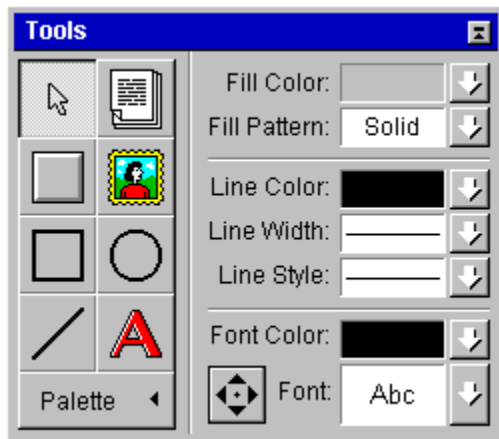 Tools
Fill Color:
Fill Pattern: Solid
Line Color:
Line Width:
Line Style:
A
Font Color:
Palette
Font: Abc